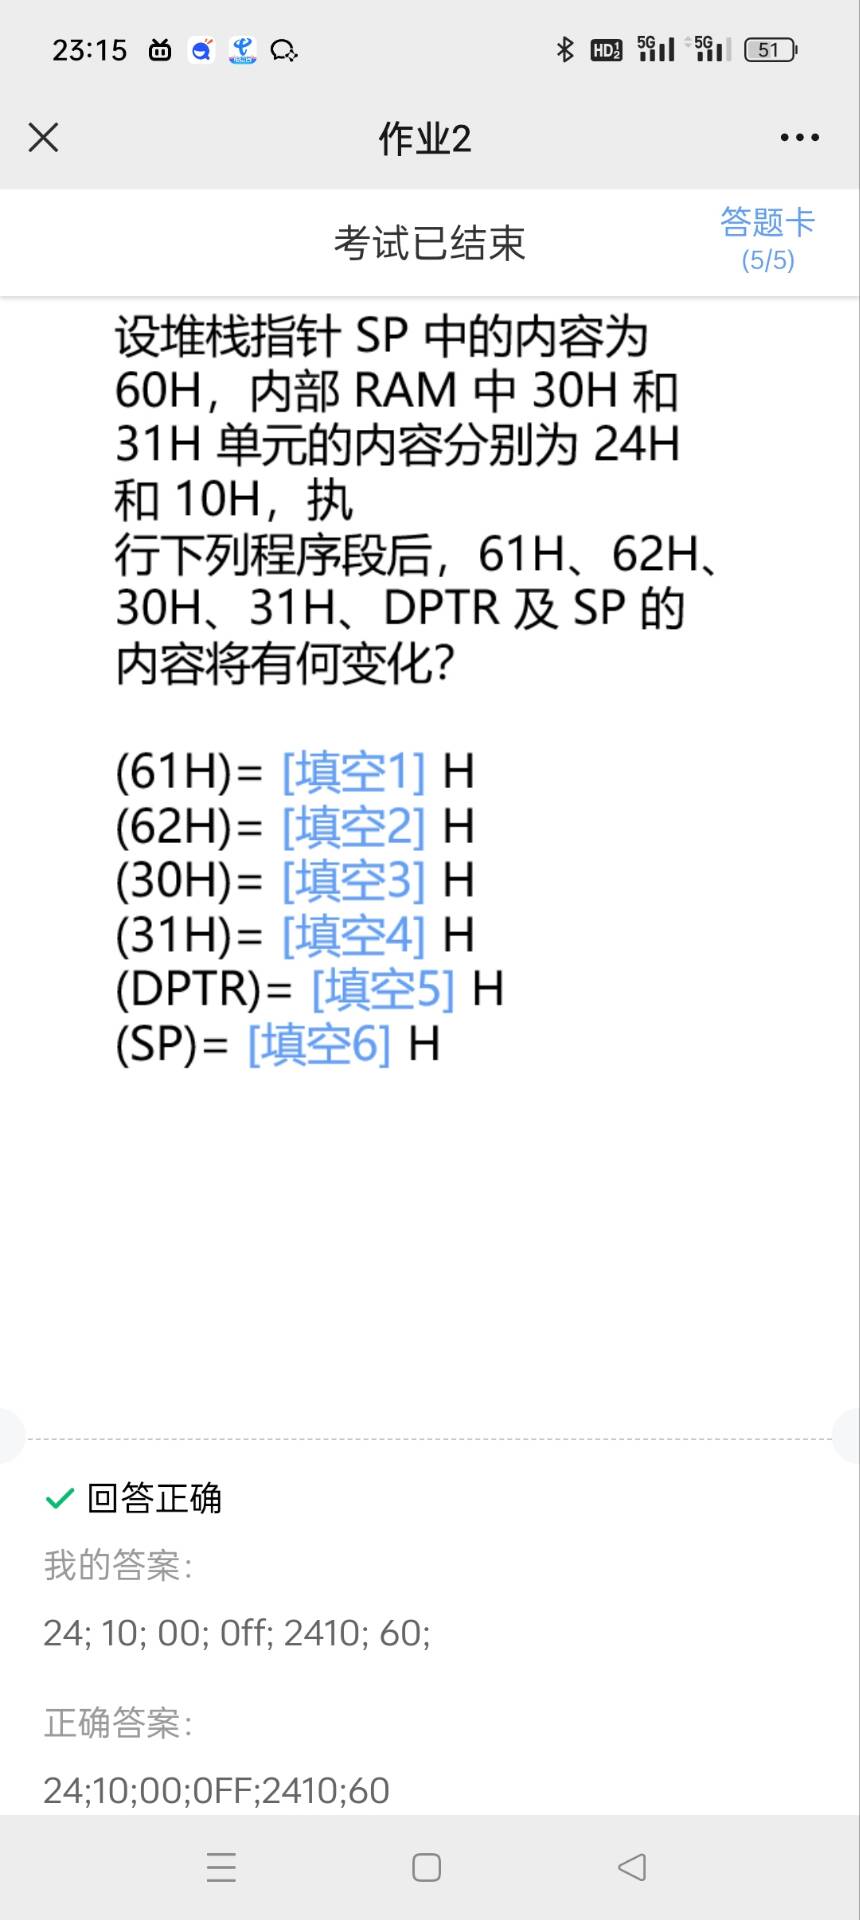 23:15
HD
5G
5G
51
作业2
考试已结束
答题卡
(5/5)
设堆栈指针 SP 中的内容为
60H，内部 RAM 中 30H 和
31H 单元的内容分别为 24H
和 10H，执
行下列程序段后，61H、62H、
30H、31H、DPTR 及 SP 的
内容将有何变化?
(61H)= [填空1] H
(62H)= [填空2] H
(30H)= [填空3] H
(31H)= [填空4] H
(DPTR)= [填空5] H
(SP)= [填空6] H
回答正确
我的答案:
24; 10; 00; 0ff; 2410; 60;
正确答案:
24;10;00;0FF;2410;60